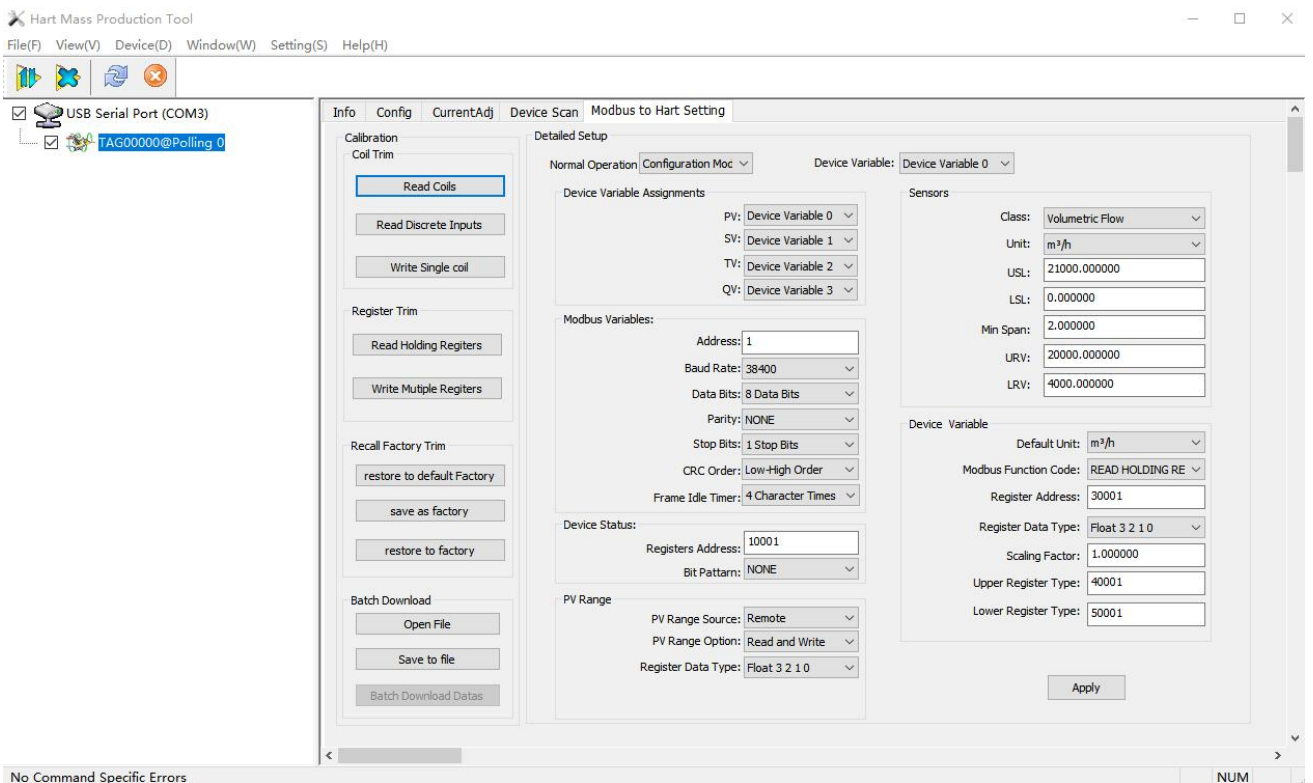 Hart Mass Production Tool
File(F) View(V) Device(D) Window(W) Setting(S) Help(H)
USB Serial Port (COM3)
TAG00000@Polling 0
Info Config CurrentAdj Device Scan Modbus to Hart Setting
Calibration
Coil Trim
Read Coils
Read Discrete Inputs
Write Single coil
Register Trim
Read Holding Regiters
Write Mutiple Regiters
Recall Factory Trim
restore to default Factory
save as factory
restore to factory
Batch Download
Open File
Save to file
Batch Download Datas
Detailed Setup
Normal Operation Configuration Moc
Device Variable: Device Variable 0
Device Variable Assignments
PV: Device Variable 0
SV: Device Variable 1
TV: Device Variable 2
QV: Device Variable 3
Modbus Variables:
Address: 1
Baud Rate: 38400
Data Bits: 8 Data Bits
Parity: NONE
Stop Bits: 1 Stop Bits
CRC Order: Low-High Order
Frame Idle Timer: 4 Character Times
Device Status:
Registers Address: 10001
Bit Pattarn: NONE
PV Range
PV Range Source: Remote
PV Range Option: Read and Write
Register Data Type: Float 3 2 1 0
Sensors
Class: Volumetric Flow
Unit: m³/h
USL: 21000.000000
LSL: 0.000000
Min Span: 2.000000
URV: 20000.000000
LRV: 4000.000000
Device Variable
Default Unit: m³/h
Modbus Function Code: READ HOLDING RE
Register Address: 30001
Register Data Type: Float 3 2 1 0
Scaling Factor: 1.000000
Upper Register Type: 40001
Lower Register Type: 50001
Apply
No Command Specific Errors
NUM